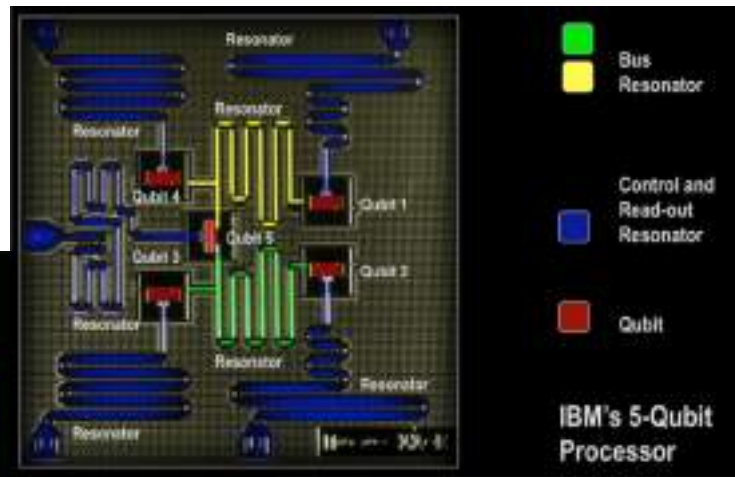 Resonator
Resonator
Resonator
Qubit 4
Qubit 1
Qubit 5
Qubit 3
Qubit 2
Resonator
Resonator
Resonator
Resonator
Bus
Resonator
Control and
Read-out
Resonator
Qubit
IBM's 5-Qubit
Processor